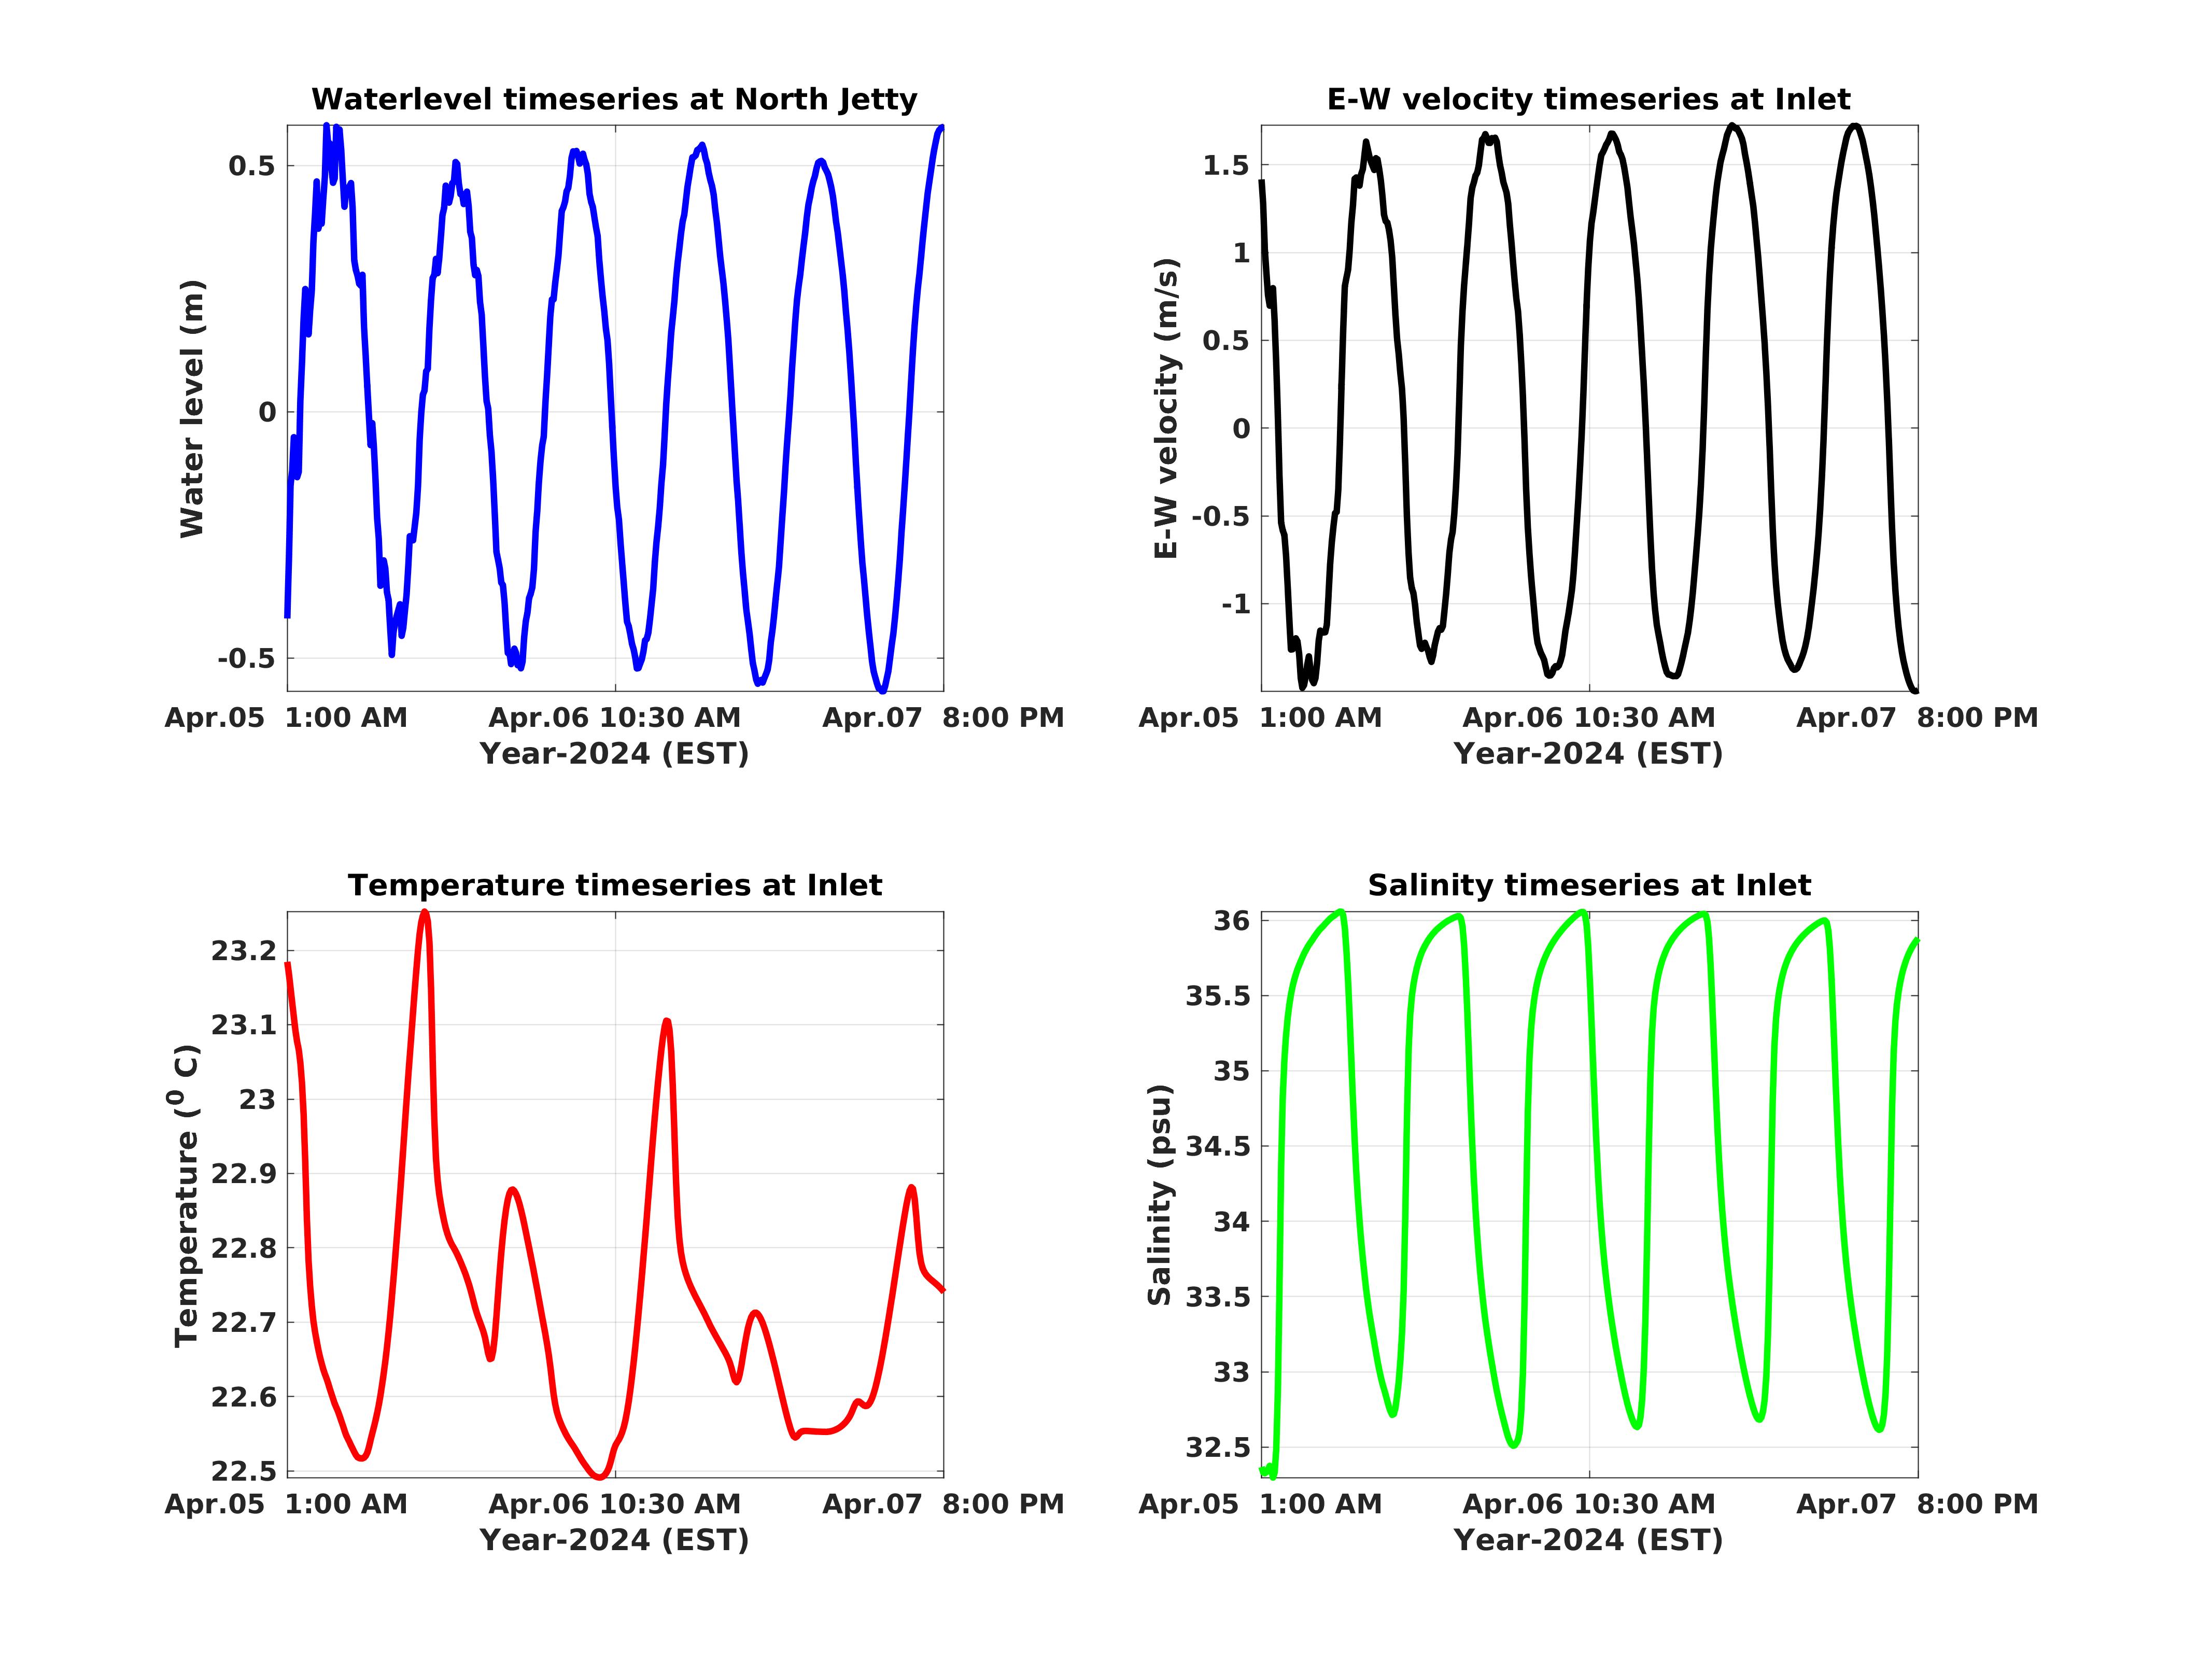 Waterlevel timeseries at North Jetty
0.5
0
-0.5
Water level (m)
Apr.05 1:00 AM
Apr.06 10:30 AM
Apr.07 8:00 PM
Year-2024 (EST)
E-W velocity timeseries at Inlet
1.5
1
0.5
0
-0.5
-1
E-W velocity (m/s)
Apr.05 1:00 AM
Apr.06 10:30 AM
Apr.07 8:00 PM
Year-2024 (EST)
Temperature timeseries at Inlet
23.2
23.1
23
22.9
22.8
22.7
22.6
22.5
Temperature (⁰ C)
Apr.05 1:00 AM
Apr.06 10:30 AM
Apr.07 8:00 PM
Year-2024 (EST)
Salinity timeseries at Inlet
36
35.5
35
34.5
34
33.5
33
32.5
Salinity (psu)
Apr.05 1:00 AM
Apr.06 10:30 AM
Apr.07 8:00 PM
Year-2024 (EST)